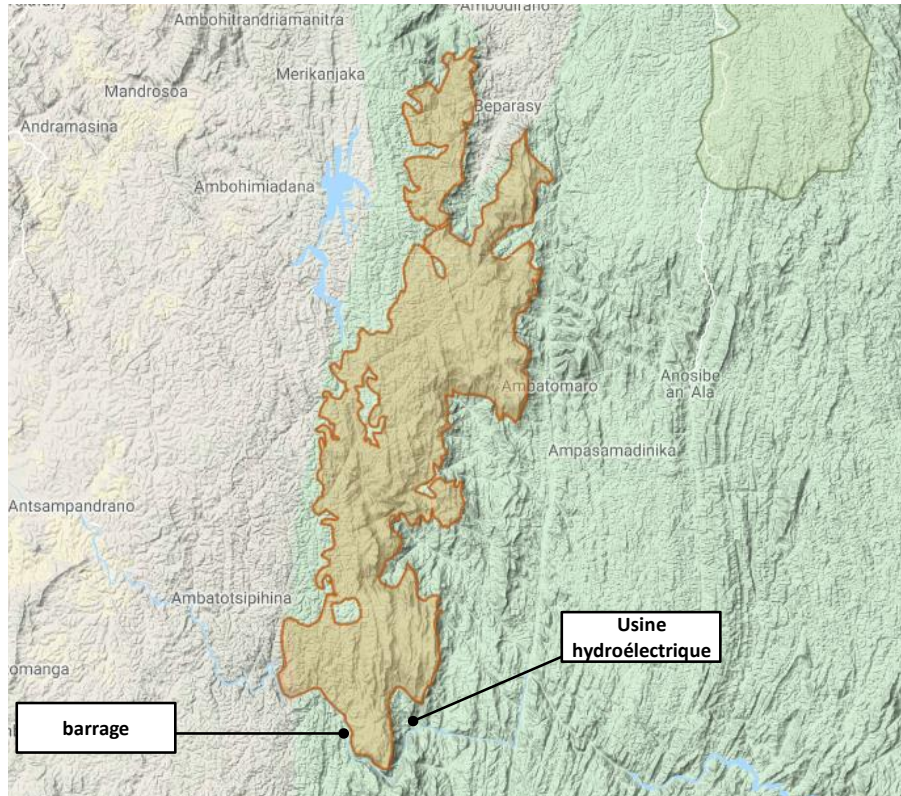 Ambodirano
Ambohitrandriamanitra
Merikanjaka
Mandrosoa
Beparasy
Andramasina
Ambohimiadana
Ambatomaro
Anosibe
an'Ala
Ampasamadinika
Antsampandrano
Ambatotsipihina
Usine
hydroélectrique
omanga
barrage